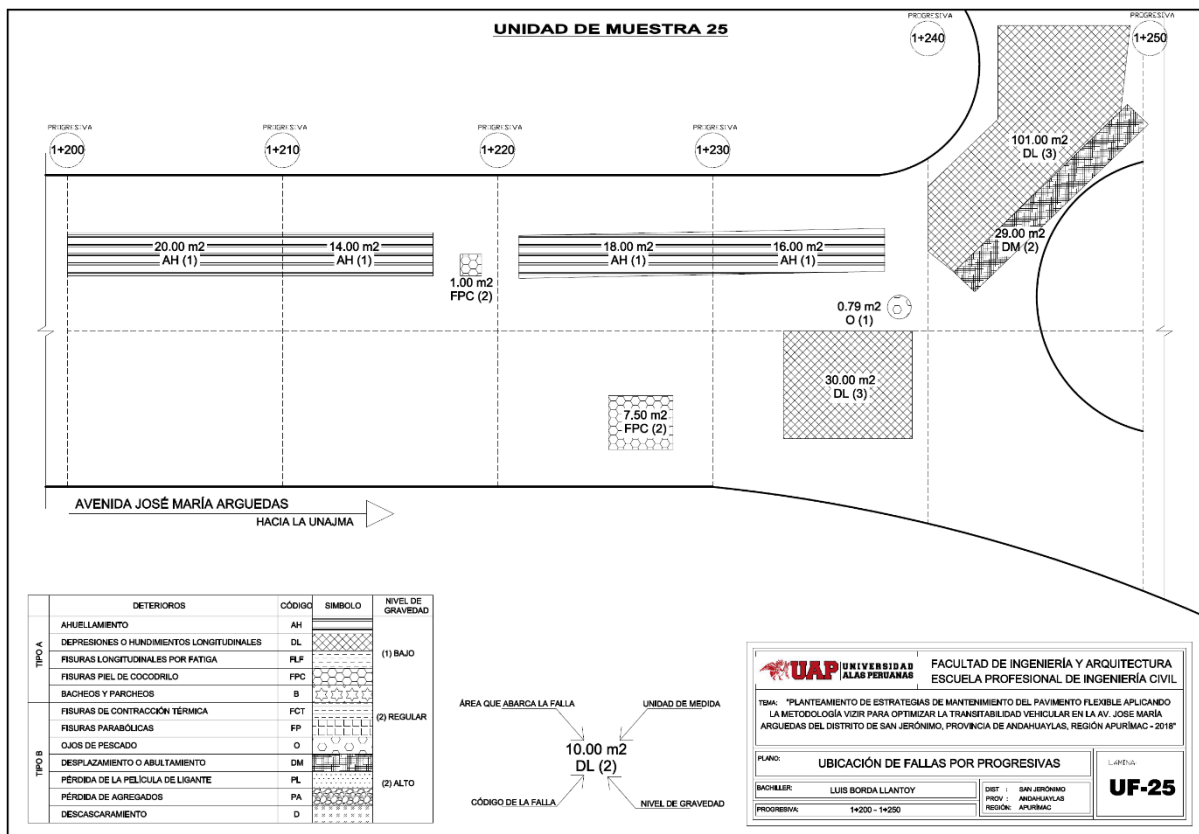 UNIDAD DE MUESTRA 25
PROGRESIVA
1+240
PROGRESIVA
1+250
PROGRESIVA
1+200
PROGRESIVA
1+210
PROGRESIVA
1+220
PROGRESIVA
1+230
101.00 m2
DL (3)
20.00 m2
AH (1)
14.00 m2
AH (1)
18.00 m2
AH (1)
16.00 m2
AH (1)
29.00 m2
DM (2)
1.00 m2
FPC (2)
0.79 m2
O (1)
30.00 m2
DL (3)
7.50 m2
FPC (2)
AVENIDA JOSÉ MARÍA ARGUEDAS
HACIA LA UNAJMA
DETERIOROS CÓDIGO SIMBOLO NIVEL DE GRAVEDAD
TIPO A
AHUELLAMIENTO AH
DEPRESIONES O HUNDIMIENTOS LONGITUDINALES DL
FISURAS LONGITUDINALES POR FATIGA FLF
FISURAS PIEL DE COCODRILO FPC
BACHEOS Y PARCHEOS B
(1) BAJO
TIPO B
FISURAS DE CONTRACCIÓN TÉRMICA FCT
FISURAS PARABÓLICAS FP
OJOS DE PESCADO O
DESPLAZAMIENTO O ABULTAMIENTO DM
PÉRDIDA DE LA PELÍCULA DE LIGANTE PL
PÉRDIDA DE AGREGADOS PA
DESCASCARAMIENTO D
(2) REGULAR
(2) ALTO
ÁREA QUE ABARCA LA FALLA
UNIDAD DE MEDIDA
10.00 m2
DL (2)
CÓDIGO DE LA FALLA
NIVEL DE GRAVEDAD
UAP UNIVERSIDAD
ALAS PERUANAS
FACULTAD DE INGENIERÍA Y ARQUITECTURA
ESCUELA PROFESIONAL DE INGENIERÍA CIVIL
TEMA: "PLANTEAMIENTO DE ESTRATEGIAS DE MANTENIMIENTO DEL PAVIMENTO FLEXIBLE APLICANDO
LA METODOLOGÍA VIZIR PARA OPTIMIZAR LA TRANSITABILIDAD VEHICULAR EN LA AV. JOSE MARÍA
ARGUEDAS DEL DISTRITO DE SAN JERÓNIMO, PROVINCIA DE ANDAHUAYLAS, REGIÓN APURÍMAC - 2018"
PLANO: UBICACIÓN DE FALLAS POR PROGRESIVAS
BACHILLER: LUIS BORDA LLANTOY
PROGRESIVA: 1+200 - 1+250
DIST : SAN JERÓNIMO
PROV : ANDAHUAYLAS
REGIÓN: APURÍMAC
LAMINA:
UF-25